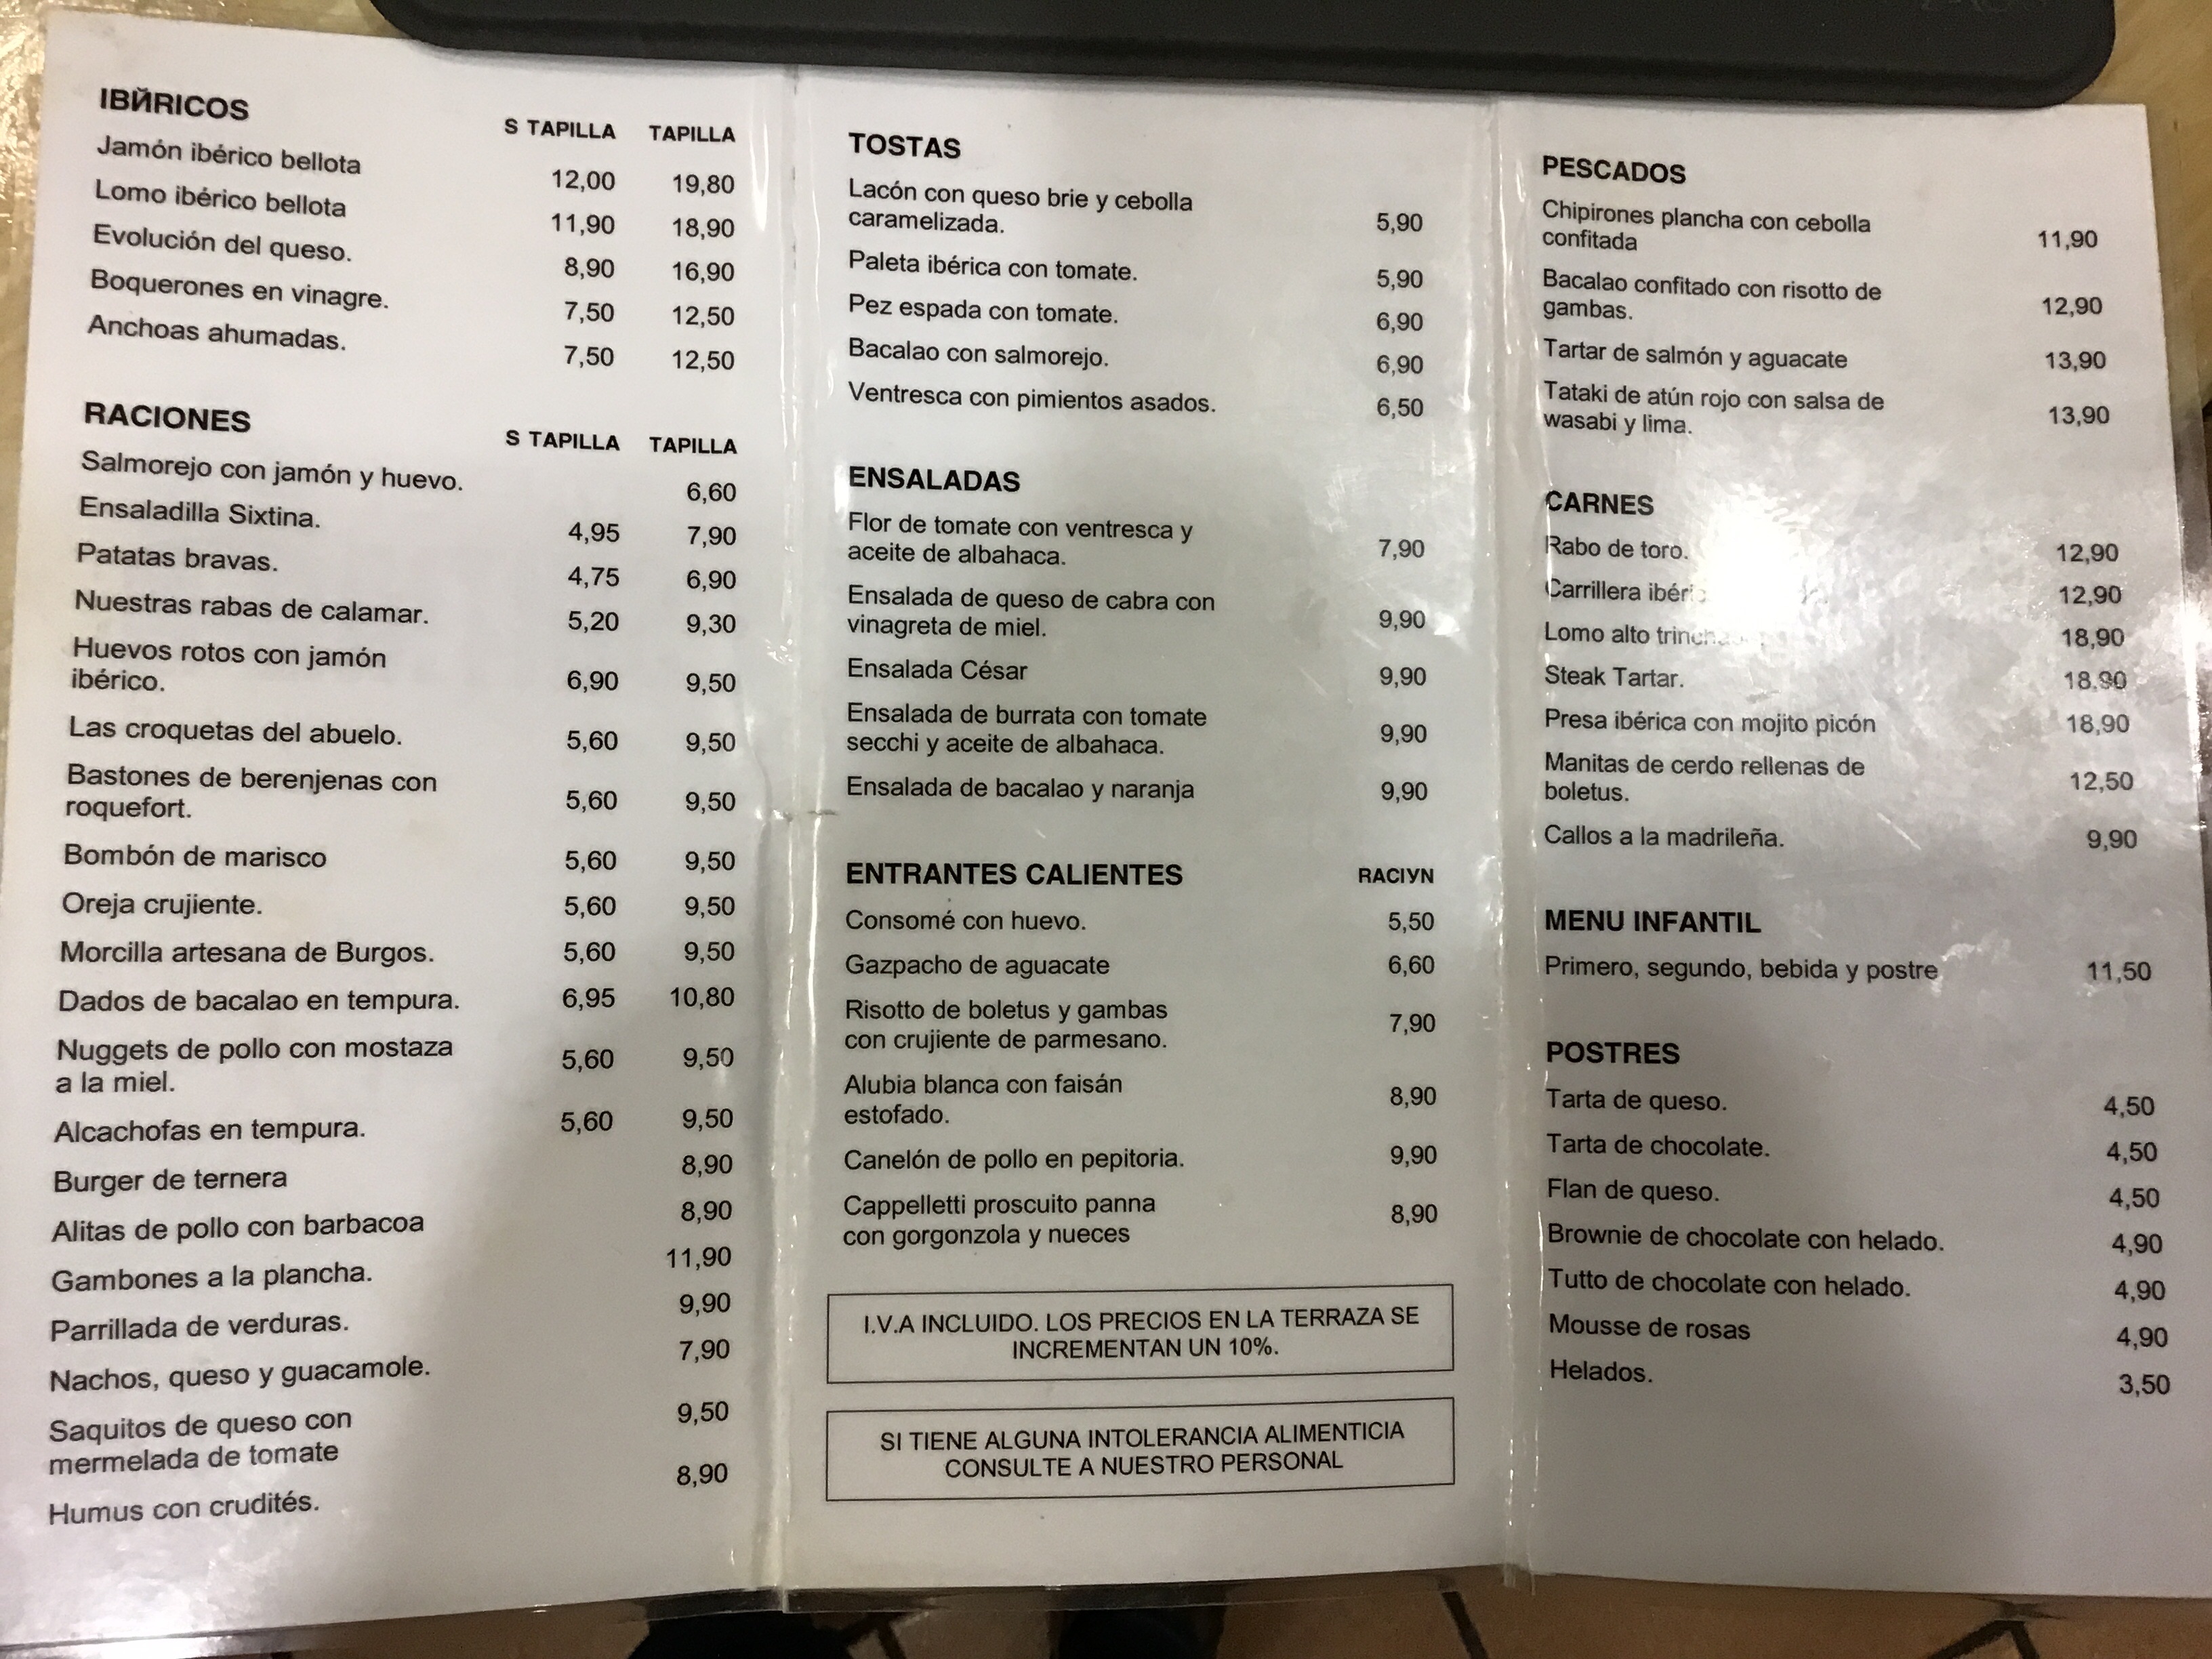 IBЙRICOS
S TAPILLA TAPILLA
Jamón ibérico bellota 12,00 19,80
Lomo ibérico bellota 11,90 18,90
Evolución del queso. 8,90 16,90
Boquerones en vinagre. 7,50 12,50
Anchoas ahumadas. 7,50 12,50
RACIONES
S TAPILLA TAPILLA
Salmorejo con jamón y huevo. 6,60
Ensaladilla Sixtina. 4,95 7,90
Patatas bravas. 4,75 6,90
Nuestras rabas de calamar. 5,20 9,30
Huevos rotos con jamón
ibérico. 6,90 9,50
Las croquetas del abuelo. 5,60 9,50
Bastones de berenjenas con
roquefort. 5,60 9,50
Bombón de marisco 5,60 9,50
Oreja crujiente. 5,60 9,50
Morcilla artesana de Burgos. 5,60 9,50
Dados de bacalao en tempura. 6,95 10,80
Nuggets de pollo con mostaza
a la miel. 5,60 9,50
Alcachofas en tempura. 5,60 9,50
Burger de ternera 8,90
Alitas de pollo con barbacoa 8,90
Gambones a la plancha. 11,90
Parrillada de verduras. 9,90
Nachos, queso y guacamole. 7,90
Saquitos de queso con
mermelada de tomate 9,50
Humus con crudités. 8,90
TOSTAS
Lacón con queso brie y cebolla
caramelizada. 5,90
Paleta ibérica con tomate. 5,90
Pez espada con tomate. 6,90
Bacalao con salmorejo. 6,90
Ventresca con pimientos asados. 6,50
ENSALADAS
Flor de tomate con ventresca y
aceite de albahaca. 7,90
Ensalada de queso de cabra con
vinagreta de miel. 9,90
Ensalada César 9,90
Ensalada de burrata con tomate
secchi y aceite de albahaca. 9,90
Ensalada de bacalao y naranja 9,90
ENTRANTES CALIENTES RACIУN
Consomé con huevo. 5,50
Gazpacho de aguacate 6,60
Risotto de boletus y gambas
con crujiente de parmesano. 7,90
Alubia blanca con faisán
estofado. 8,90
Canelón de pollo en pepitoria. 9,90
Cappelletti proscuito panna
con gorgonzola y nueces 8,90
I.V.A INCLUIDO. LOS PRECIOS EN LA TERRAZA SE
INCREMENTAN UN 10%.
SI TIENE ALGUNA INTOLERANCIA ALIMENTICIA
CONSULTE A NUESTRO PERSONAL
PESCADOS
Chipirones plancha con cebolla
confitada 11,90
Bacalao confitado con risotto de
gambas. 12,90
Tartar de salmón y aguacate 13,90
Tataki de atún rojo con salsa de
wasabi y lima. 13,90
CARNES
Rabo de toro. 12,90
Carrillera 12,90
Lomo alto 18,90
Steak Tartar. 18.90
Presa ibérica con mojito picón 18,90
Manitas de cerdo rellenas de
boletus. 12,50
Callos a la madrileña. 9,90
MENU INFANTIL
Primero, segundo, bebida y postre 11,50
POSTRES
Tarta de queso. 4,50
Tarta de chocolate. 4,50
Flan de queso. 4,50
Brownie de chocolate con helado. 4,90
Tutto de chocolate con helado. 4,90
Mousse de rosas 4,90
Helados. 3,50